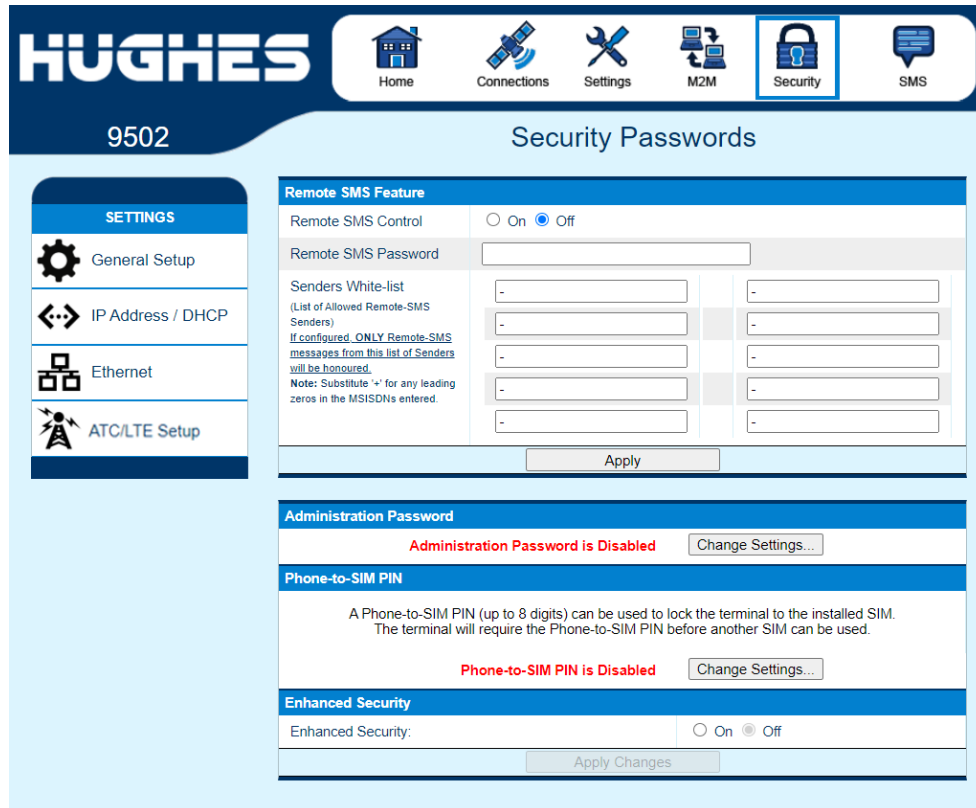 HUGHES
Home
Connections
Settings
M2M
Security
SMS
9502
Security Passwords
SETTINGS
General Setup
IP Address / DHCP
Ethernet
ATC/LTE Setup
Remote SMS Feature
Remote SMS Control
On Off
Remote SMS Password
Senders White-list
(List of Allowed Remote-SMS
Senders)
If configured, ONLY Remote-SMS
messages from this list of Senders
will be honoured.
Note: Substitute '+' for any leading
zeros in the MSISDNs entered.
- -
- -
- -
- -
- -
Apply
Administration Password
Administration Password is Disabled Change Settings...
Phone-to-SIM PIN
A Phone-to-SIM PIN (up to 8 digits) can be used to lock the terminal to the installed SIM.
The terminal will require the Phone-to-SIM PIN before another SIM can be used.
Phone-to-SIM PIN is Disabled Change Settings...
Enhanced Security
Enhanced Security: On Off
Apply Changes